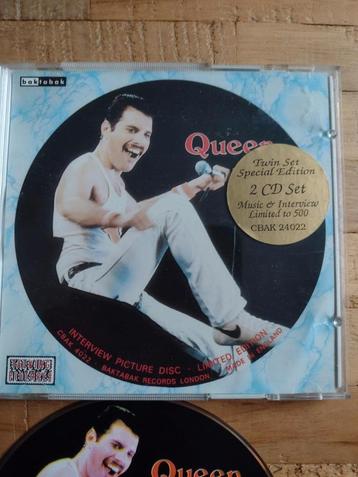 baktabak
Queen
Twin Set
Special Edition
2 CD Set
Music & Interview
Limited to 500
CBAK 24022
INTERVIEW PICTURE DISC · LIMITED EDITION
CBAK 4022 · BAKTABAK RECORDS LONDON · MADE IN ENGLAND
Queen